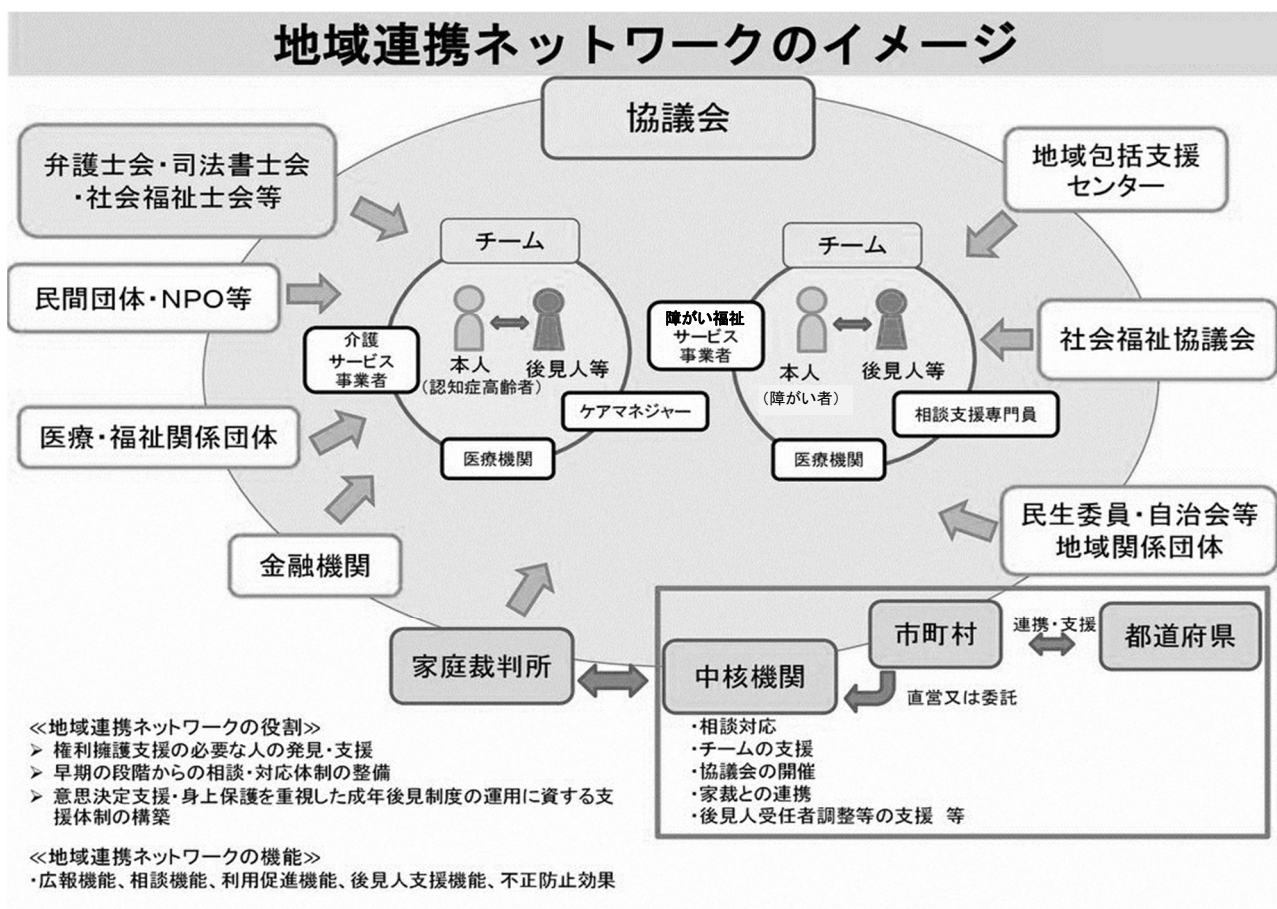 地域連携ネットワークのイメージ
協議会
弁護士会・司法書士会
・社会福祉士会等
地域包括支援
センター
チーム
チーム
民間団体・NPO等
介護
サービス
事業者
本人
（認知症高齢者）
後見人等
ケアマネジャー
医療機関
障がい福祉
サービス
事業者
本人
（障がい者）
後見人等
相談支援専門員
医療機関
社会福祉協議会
医療・福祉関係団体
金融機関
民生委員・自治会等
地域関係団体
家庭裁判所
中核機関
市町村
連携・支援
都道府県
直営又は委託
・相談対応
・チームの支援
・協議会の開催
・家裁との連携
・後見人受任者調整等の支援 等
≪地域連携ネットワークの役割≫
➢ 権利擁護支援の必要な人の発見・支援
➢ 早期の段階からの相談・対応体制の整備
➢ 意思決定支援・身上保護を重視した成年後見制度の運用に資する支
援体制の構築
≪地域連携ネットワークの機能≫
・広報機能、相談機能、利用促進機能、後見人支援機能、不正防止効果